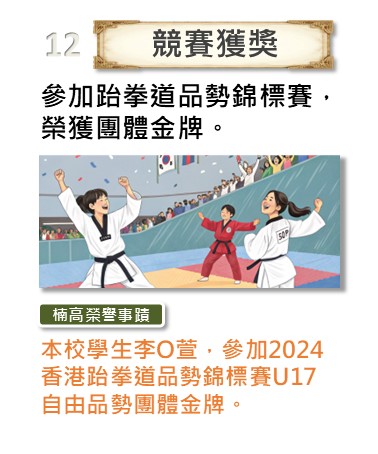 12
競賽獲獎
參加跆拳道品勢錦標賽，
榮獲團體金牌。
楠高榮譽事蹟
本校學生李O萱，參加2024
香港跆拳道品勢錦標賽U17
自由品勢團體金牌。